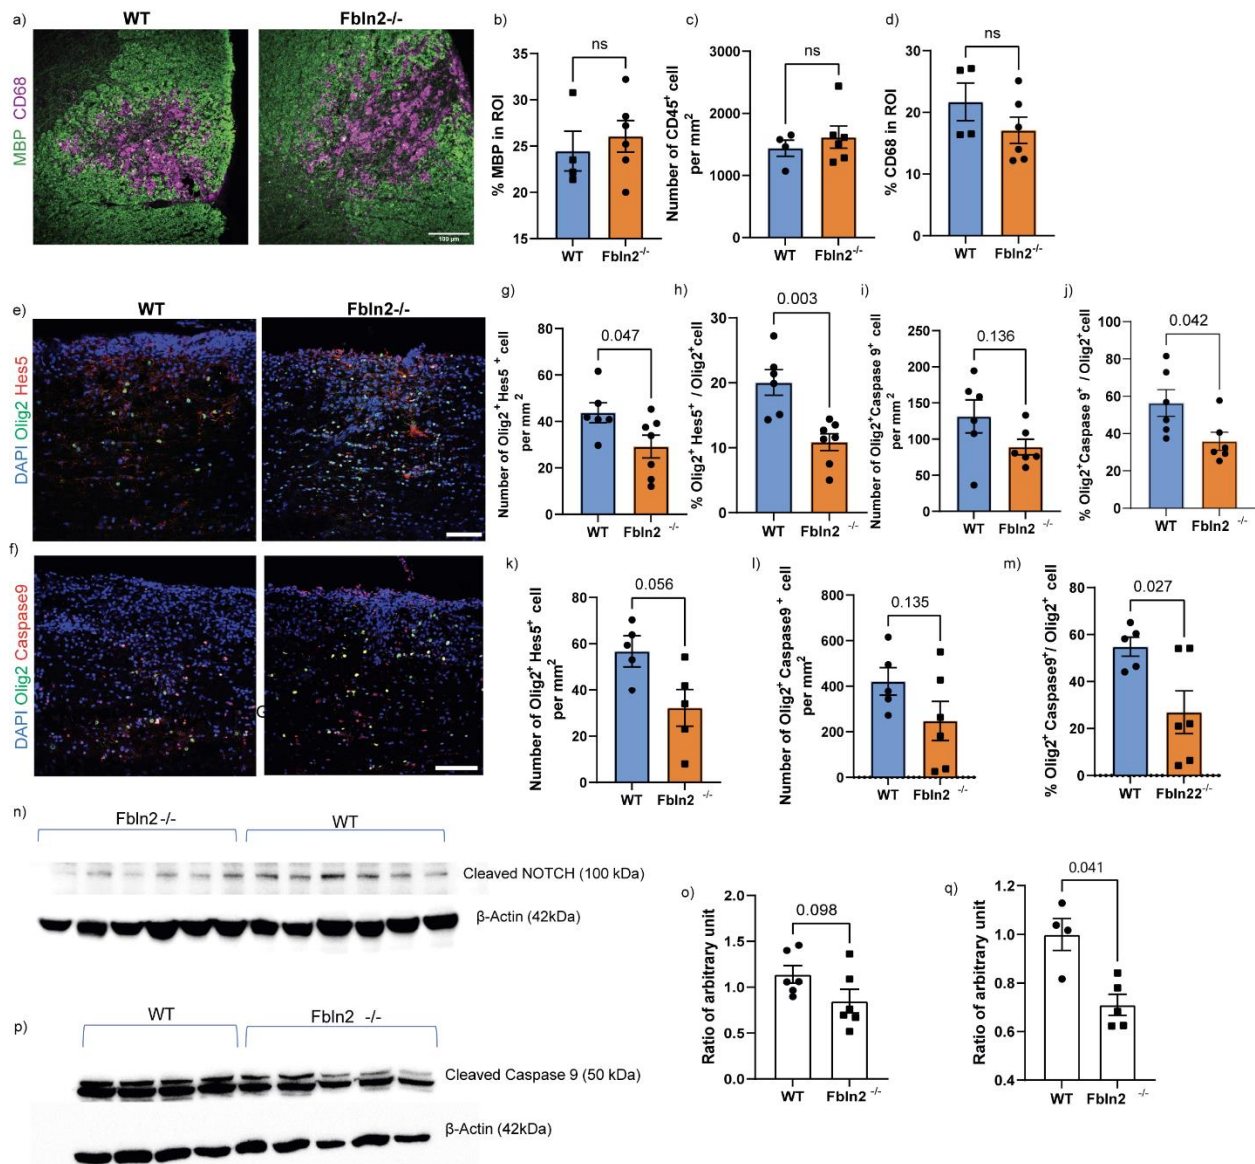 a)
WT
Fbln2-/-
MBP CD68
100 µm
b)
% MBP in ROI
35
30
25
20
15
ns
WT
Fbln2-/-
c)
Number of CD45+ cell
per mm2
3000
2000
1000
0
ns
WT
Fbln2-/-
d)
% CD68 in ROI
30
20
10
0
ns
WT
Fbln2-/-
e)
WT
Fbln2-/-
DAPI Olig2 Hes5
f)
DAPI Olig2 Caspase9
G
g)
Number of Olig2+ Hes5 + cell
per mm2
80
60
40
20
0
0.047
WT
Fbln2 -/-
h)
% Olig2+ Hes5+ / Olig2+cell
30
20
10
0
0.003
WT
Fbln2 -/-
i)
Number of Olig2+Caspase 9+ cell
per mm2
250
200
150
100
50
0
0.136
WT
Fbln2 -/-
j)
% Olig2+Caspase 9+ / Olig2+cell
100
80
60
40
20
0
0.042
WT
Fbln2 -/-
k)
Number of Olig2+ Hes5+ cell
per mm2
80
60
40
20
0
0.056
WT
Fbln2 -/-
l)
Number of Olig2+ Caspase9 + cell
per mm2
800
600
400
200
0
0.135
WT
Fbln2 -/-
m)
% Olig2+ Caspase9+/ Olig2+ cell
80
60
40
20
0
0.027
WT
Fbln22-/-
n)
Fbln2 -/-
WT
Cleaved NOTCH (100 kDa)
β-Actin (42kDa)
o)
Ratio of arbitrary unit
2.0
1.5
1.0
0.5
0.0
0.098
WT
Fbln2 -/-
p)
WT
Fbln2 -/-
Cleaved Caspase 9 (50 kDa)
β-Actin (42kDa)
q)
Ratio of arbitrary unit
1.2
1.0
0.8
0.6
0.4
0.041
WT
Fbln2 -/-